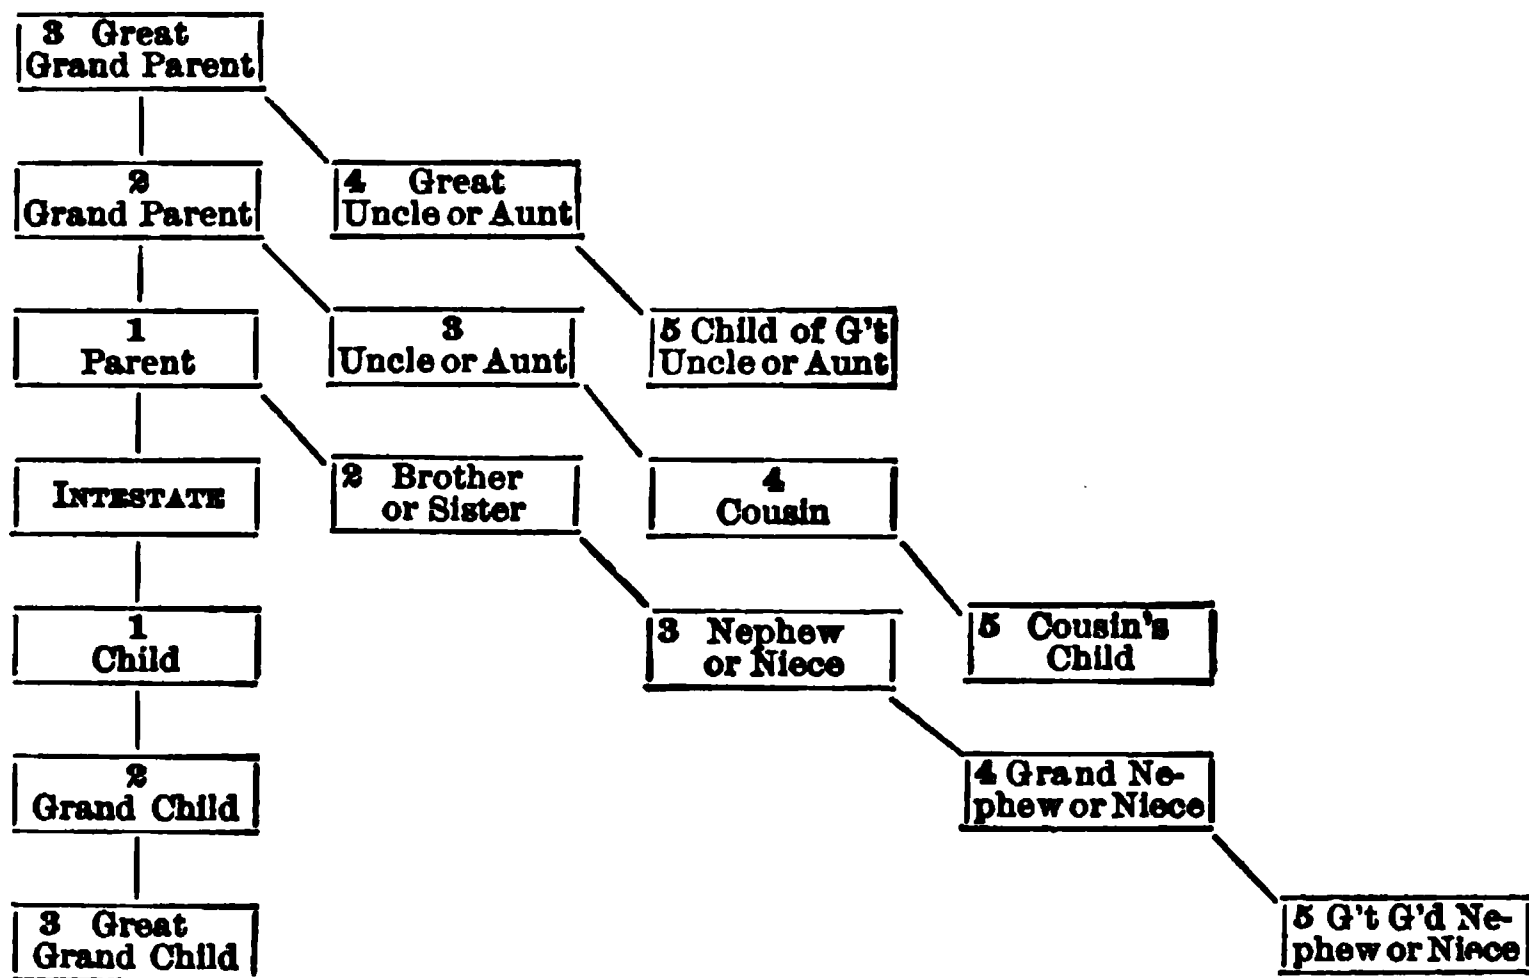 3 Great
Grand Parent
2
Grand Parent
4 Great
Uncle or Aunt
1
Parent
3
Uncle or Aunt
5 Child of G't
Uncle or Aunt
INTESTATE
2 Brother
or Sister
4
Cousin
1
Child
3 Nephew
or Niece
5 Cousin's
Child
2
Grand Child
4 Grand Ne-
phew or Niece
3 Great
Grand Child
5 G't G'd Ne-
phew or Niece